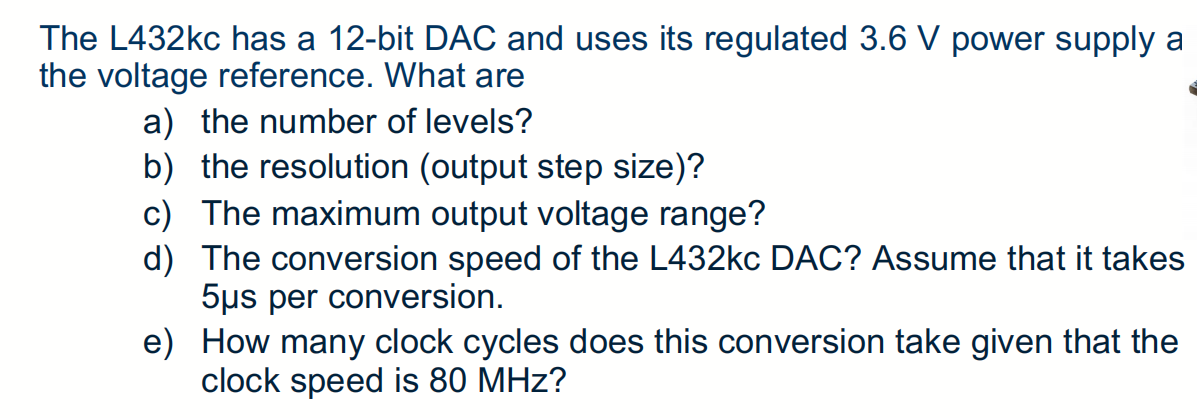 The L432kc has a 12-bit DAC and uses its regulated 3.6 V power supply a
the voltage reference. What are
a) the number of levels?
b) the resolution (output step size)?
c) The maximum output voltage range?
d) The conversion speed of the L432kc DAC? Assume that it takes
5µs per conversion.
e) How many clock cycles does this conversion take given that the
clock speed is 80 MHz?